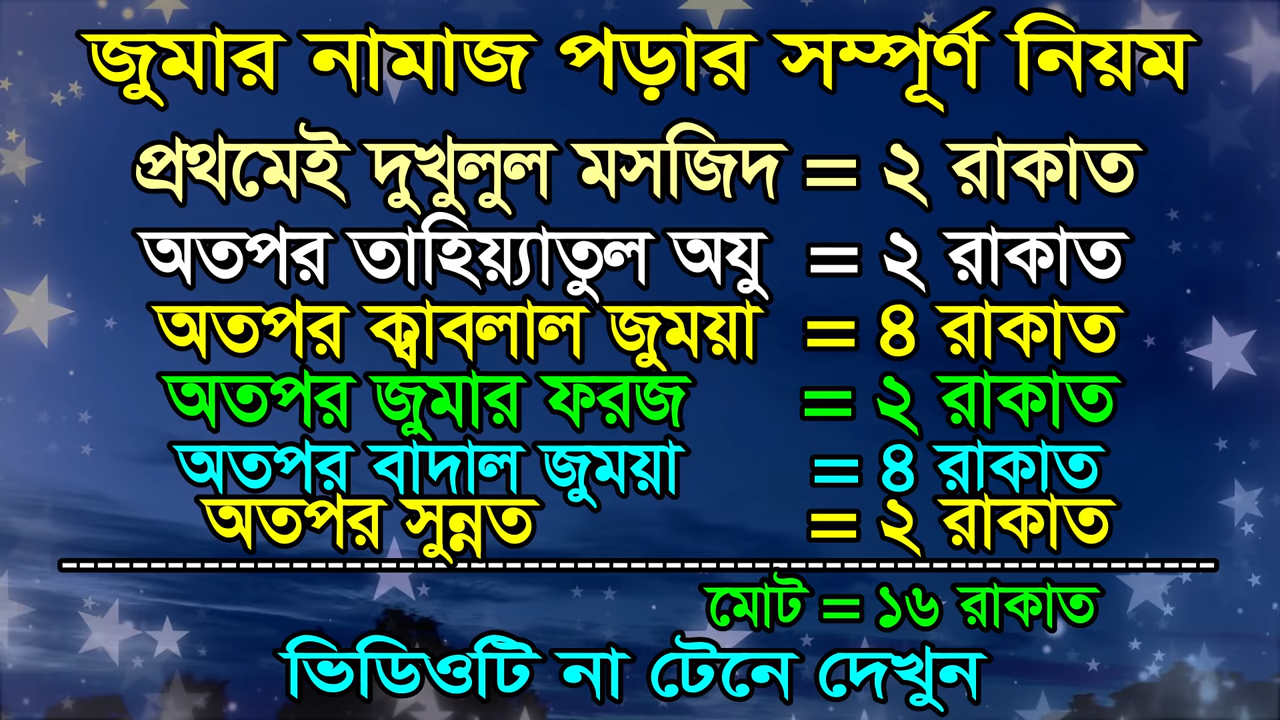 জুমার নামাজ পড়ার সম্পূর্ণ নিয়ম
প্রথমেই দুখুলুল মসজিদ = ২ রাকাত
অতপর তাহিয়্যাতুল অযু = ২ রাকাত
অতপর ক্বাবলাল জুময়া = ৪ রাকাত
অতপর জুমার ফরজ = ২ রাকাত
অতপর বাদাল জুময়া = ৪ রাকাত
অতপর সুন্নত = ২ রাকাত
মোট = ১৬ রাকাত
ভিডিওটি না টেনে দেখুন